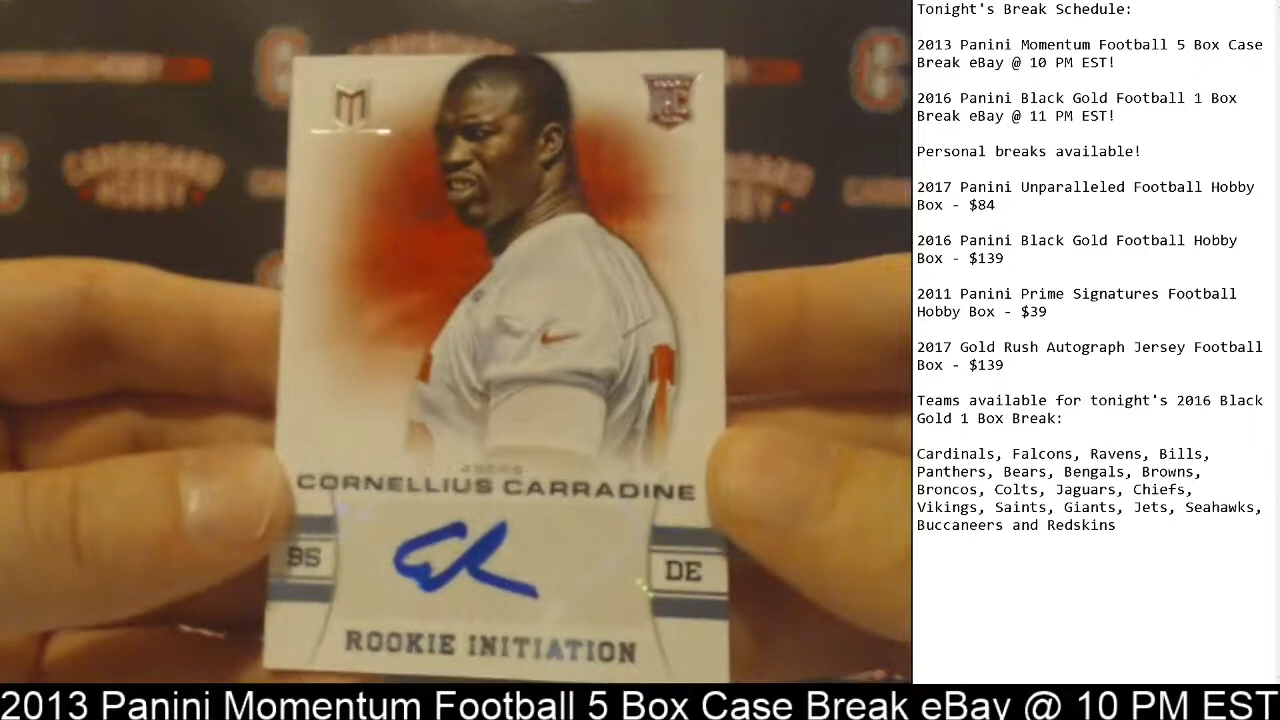 RC
49ERS
CORNELLIUS CARRADINE
95
DE
ROOKIE INITIATION
Tonight's Break Schedule:
2013 Panini Momentum Football 5 Box Case
Break eBay @ 10 PM EST!
2016 Panini Black Gold Football 1 Box
Break eBay @ 11 PM EST!
Personal breaks available!
2017 Panini Unparalleled Football Hobby
Box - $84
2016 Panini Black Gold Football Hobby
Box - $139
2011 Panini Prime Signatures Football
Hobby Box - $39
2017 Gold Rush Autograph Jersey Football
Box - $139
Teams available for tonight's 2016 Black
Gold 1 Box Break:
Cardinals, Falcons, Ravens, Bills,
Panthers, Bears, Bengals, Browns,
Broncos, Colts, Jaguars, Chiefs,
Vikings, Saints, Giants, Jets, Seahawks,
Buccaneers and Redskins
2013 Panini Momentum Football 5 Box Case Break eBay @ 10 PM EST